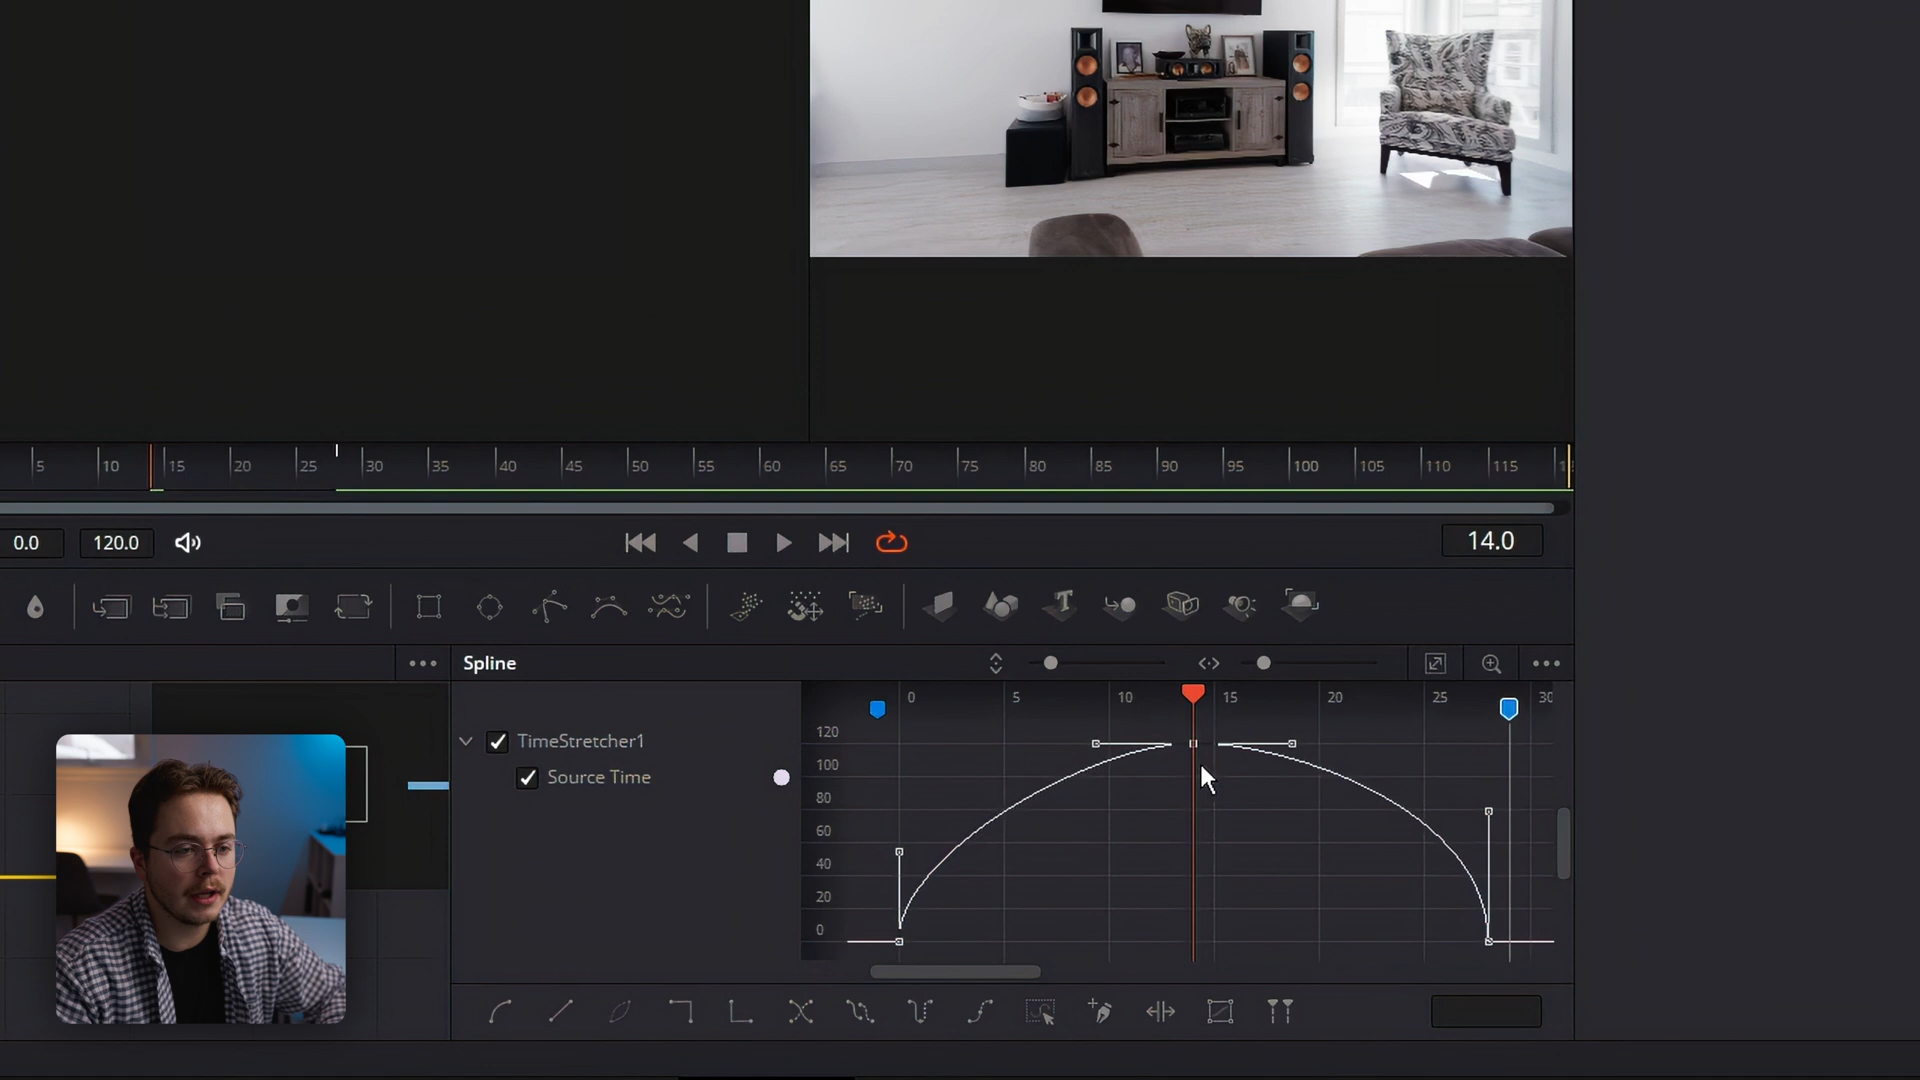 5 10 15 20 25 30 35 40 45 50 55 60 65 70 75 80 85 90 95 100 105 110 115
0.0 120.0 14.0
Spline
0 5 10 15 20 25 30
TimeStretcher1
Source Time
120
100
80
60
40
20
0